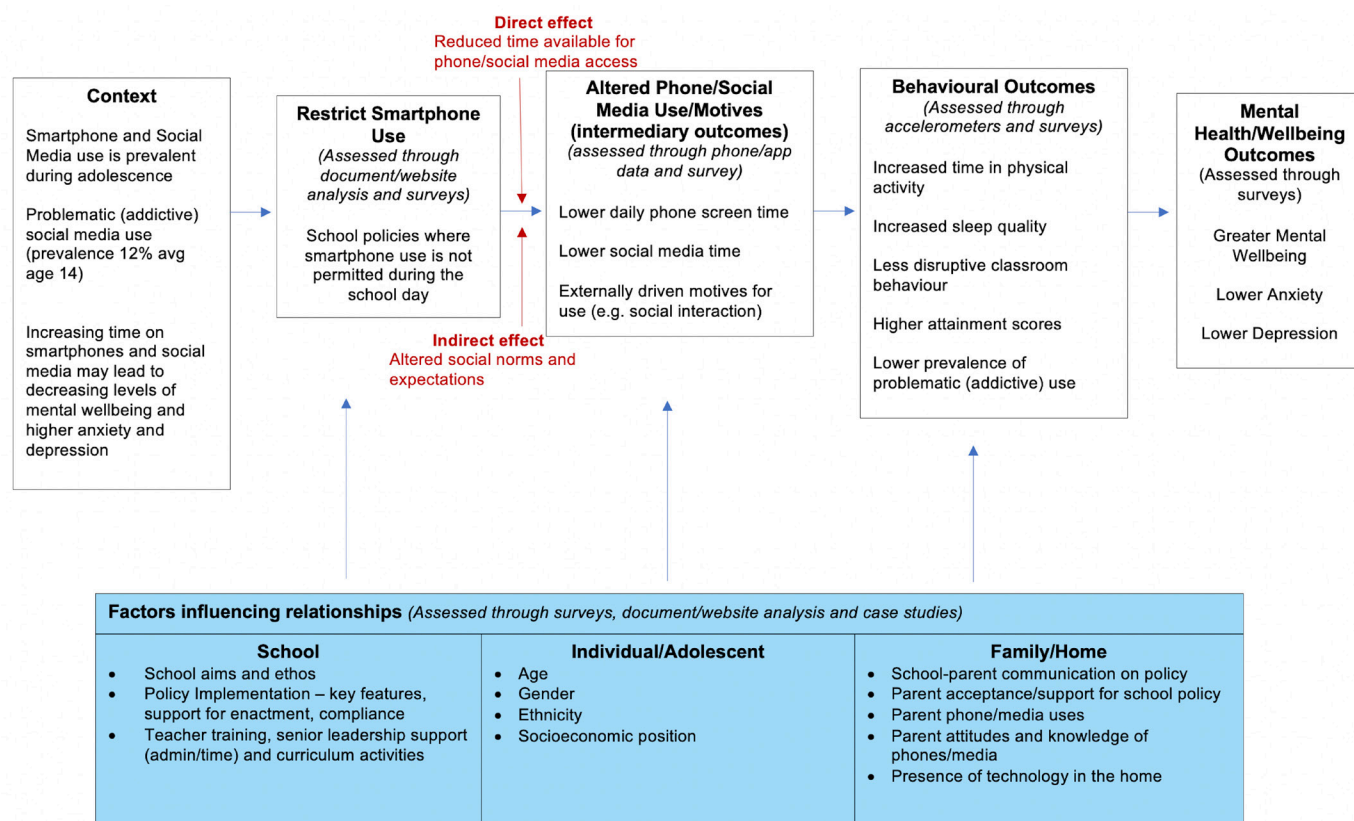 Direct effect
Reduced time available for
phone/social media access
Context
Smartphone and Social
Media use is prevalent
during adolescence
Problematic (addictive)
social media use
(prevalence 12% avg
age 14)
Increasing time on
smartphones and social
media may lead to
decreasing levels of
mental wellbeing and
higher anxiety and
depression
Restrict Smartphone
Use
(Assessed through
document/website
analysis and surveys)
School policies where
smartphone use is not
permitted during the
school day
Indirect effect
Altered social norms and
expectations
Altered Phone/Social
Media Use/Motives
(intermediary outcomes)
(assessed through phone/app
data and survey)
Lower daily phone screen time
Lower social media time
Externally driven motives for
use (e.g. social interaction)
Behavioural Outcomes
(Assessed through
accelerometers and surveys)
Increased time in physical
activity
Increased sleep quality
Less disruptive classroom
behaviour
Higher attainment scores
Lower prevalence of
problematic (addictive) use
Mental
Health/Wellbeing
Outcomes
(Assessed through
surveys)
Greater Mental
Wellbeing
Lower Anxiety
Lower Depression
Factors influencing relationships (Assessed through surveys, document/website analysis and case studies)
School
• School aims and ethos
• Policy Implementation – key features,
support for enactment, compliance
• Teacher training, senior leadership support
(admin/time) and curriculum activities
Individual/Adolescent
• Age
• Gender
• Ethnicity
• Socioeconomic position
Family/Home
• School-parent communication on policy
• Parent acceptance/support for school policy
• Parent phone/media uses
• Parent attitudes and knowledge of
phones/media
• Presence of technology in the home